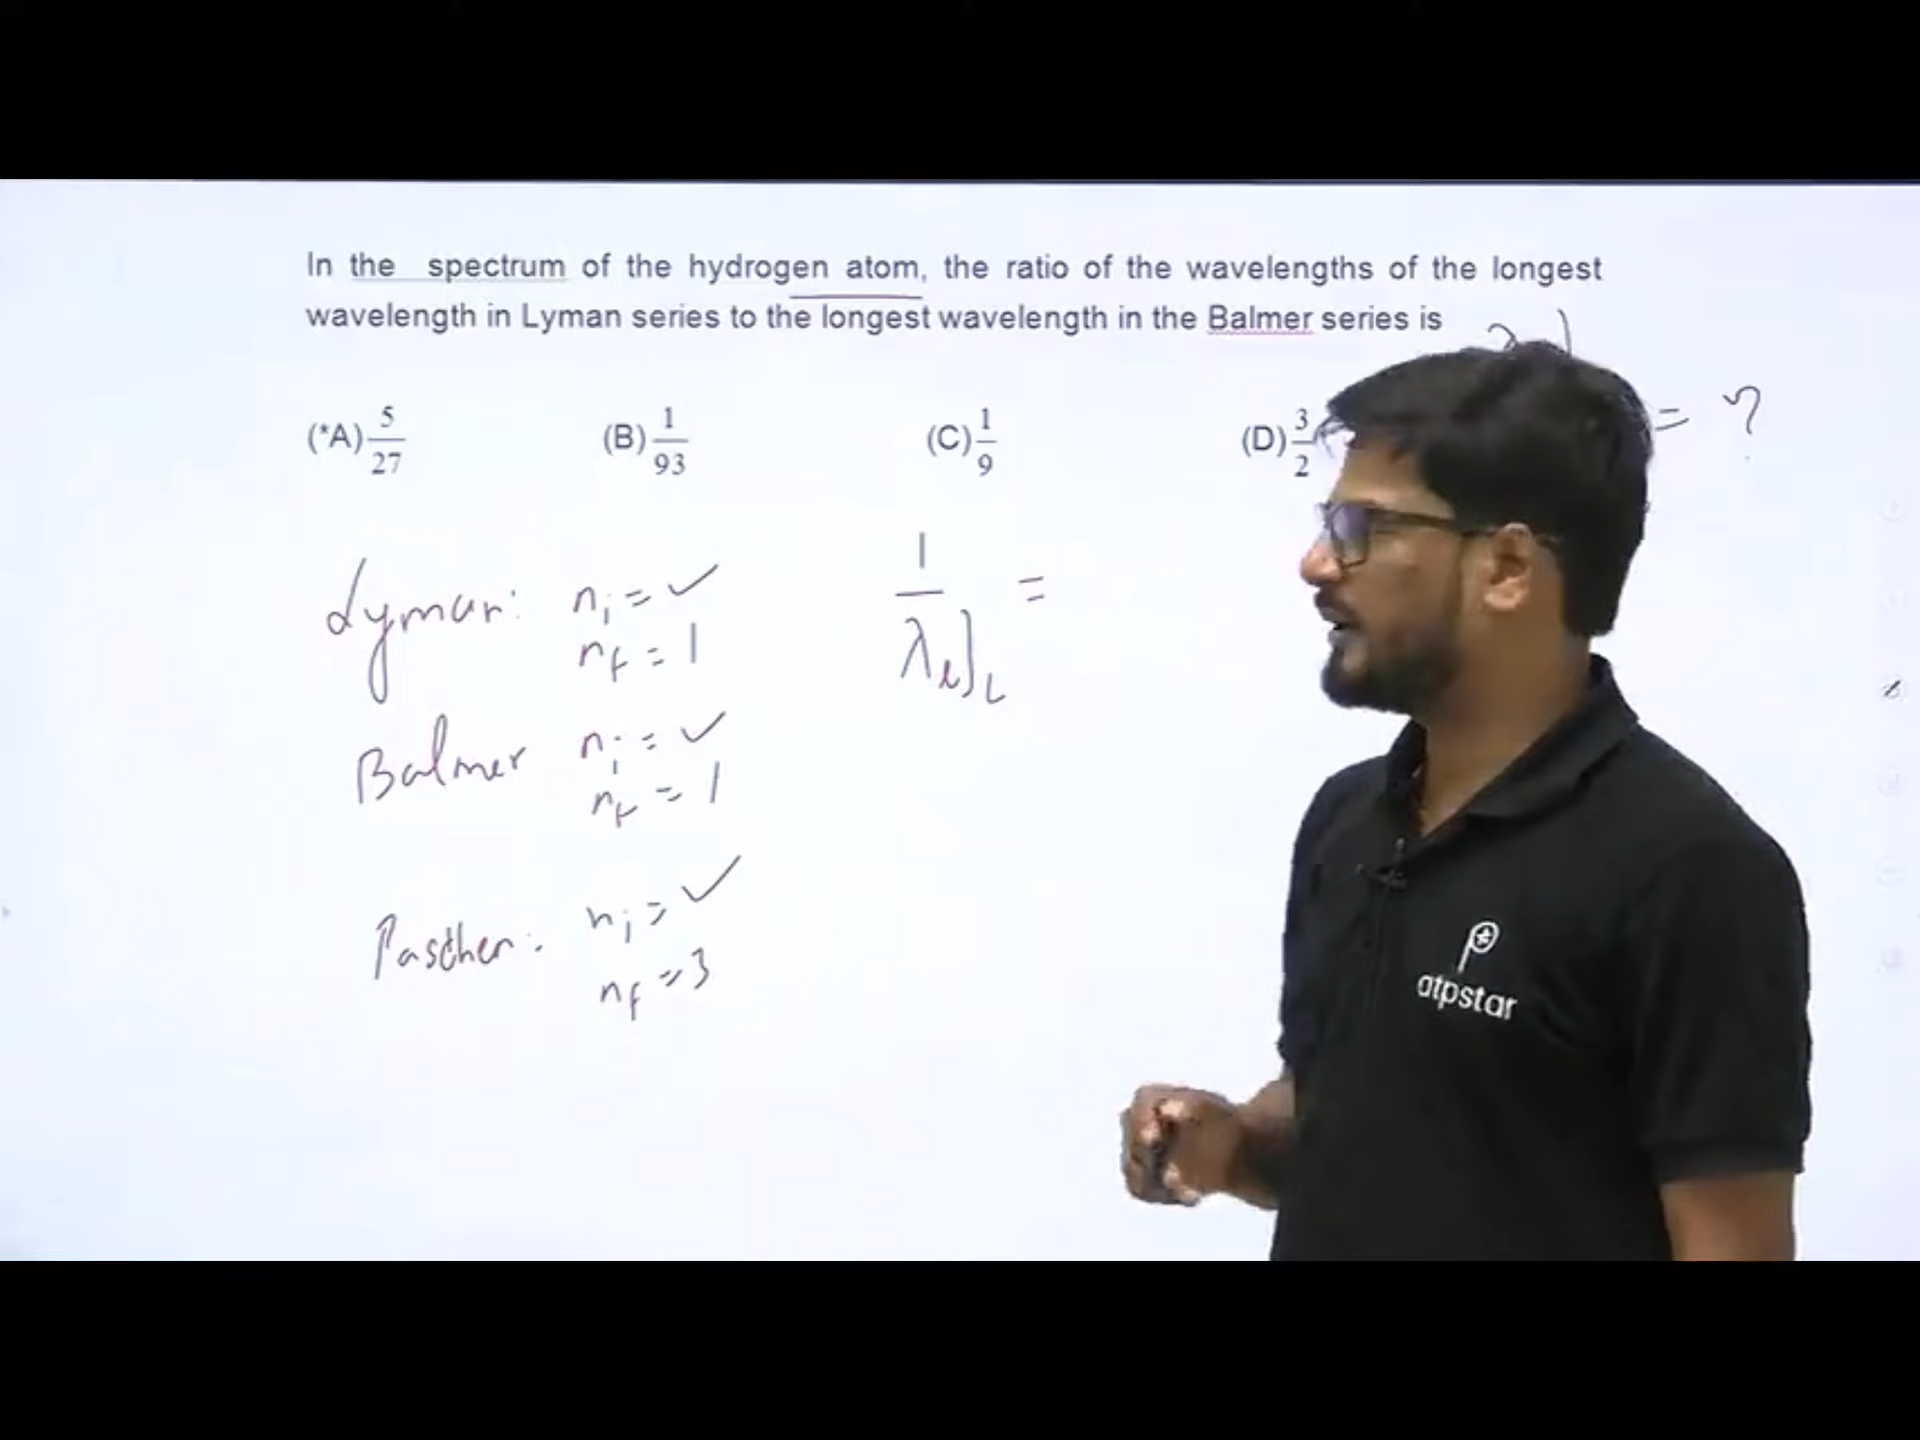 In the spectrum of the hydrogen atom, the ratio of the wavelengths of the longest
wavelength in Lyman series to the longest wavelength in the Balmer series is
(*A) 5/27 (B) 1/93 (C) 1/9 (D) 3/2
= ?
Lyman: nᵢ = ✓
n_f = 1
1/λ_l]_L =
Balmer nᵢ = ✓
n_f = 1
Paschen: nᵢ = ✓
n_f = 3
atpstar